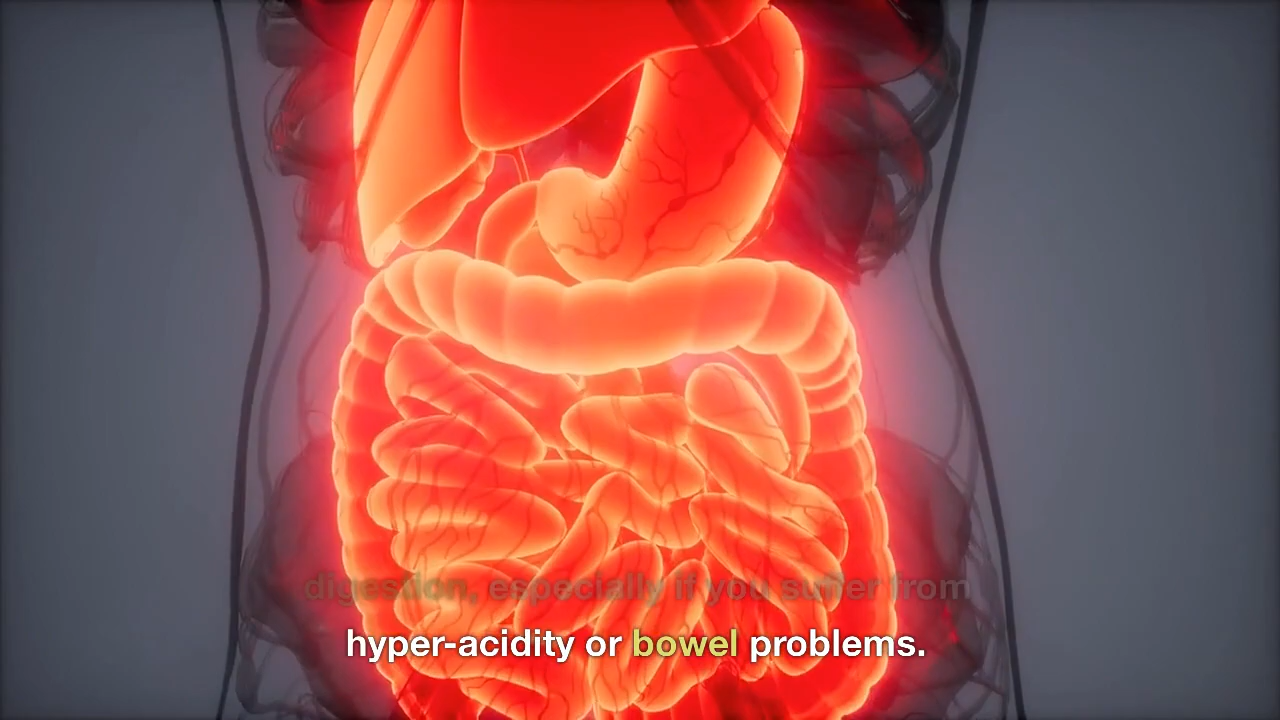 digestion, especially if you suffer from
hyper-acidity or bowel problems.